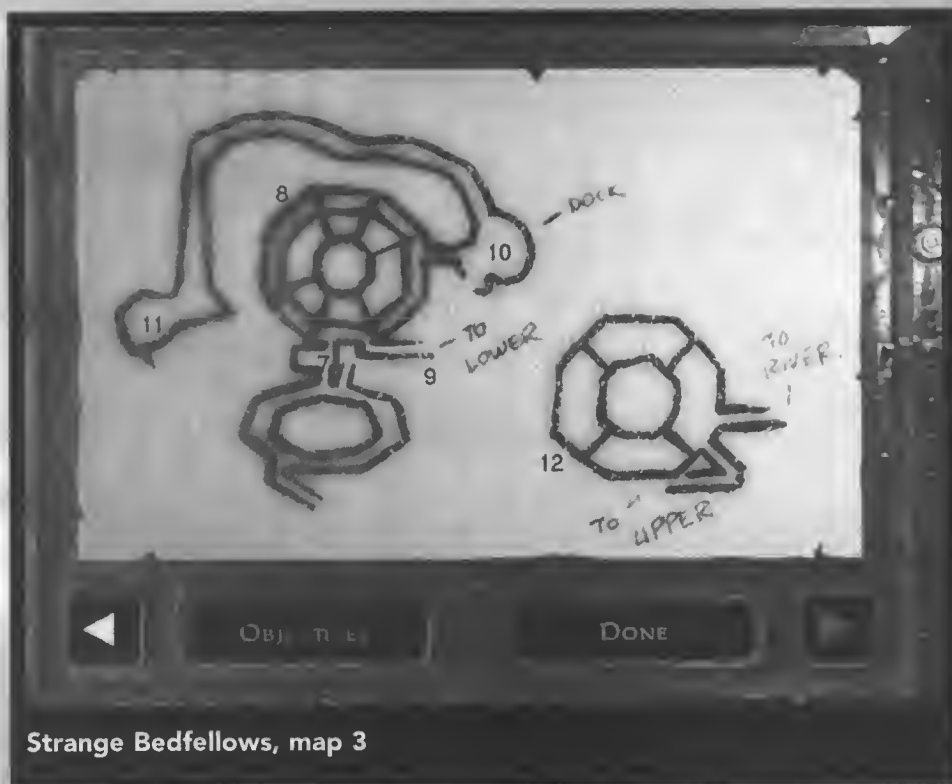 8
DOCK
10
11
TO
LOWER
7
9
TO
RIVER
12
TO
UPPER
DONE
Strange Bedfellows, map 3